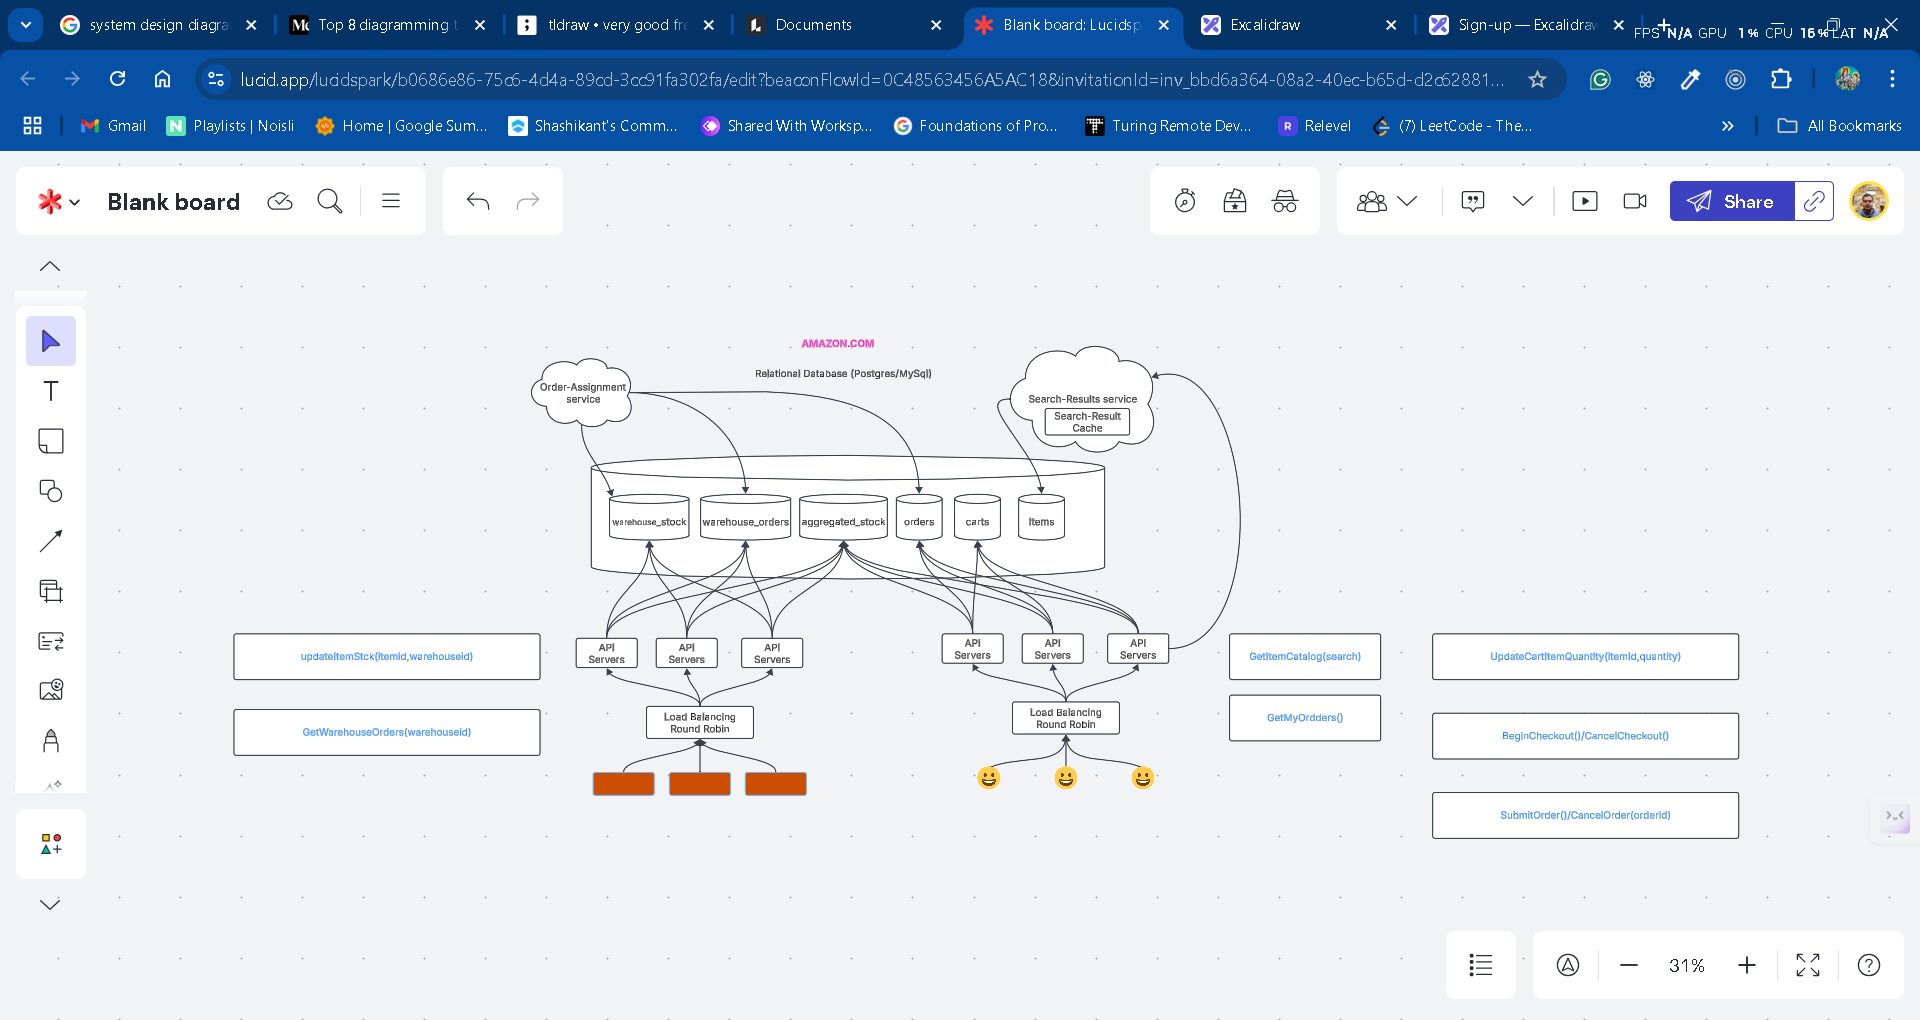 system design diagra
Top 8 diagramming t
tldraw • very good fre
Documents
Blank board: Lucidsp
Excalidraw
Sign-up — Excalidraw
FPS N/A GPU 1% CPU 16% LAT N/A
lucid.app/lucidspark/b0686e86-75c6-4d4a-89cd-3cc91fa302fa/edit?beaconFlowId=0C48563456A5AC18&invitationId=inv_bbd6a364-08a2-40ec-b65d-d2c62881...
Gmail
Playlists | Noisli
Home | Google Sum...
Shashikant's Comm...
Shared With Worksp...
Foundations of Pro...
Turing Remote Dev...
Relevel
(7) LeetCode - The...
All Bookmarks
Blank board
Share
AMAZON.COM
Relational Database (Postgres/MySql)
Order-Assignment
service
Search-Results service
Search-Result
Cache
warehouse_stock
warehouse_orders
aggregated_stock
orders
carts
Items
updateItemStck(itemid,warehouseid)
API
Servers
API
Servers
API
Servers
API
Servers
API
Servers
API
Servers
GetItemCatalog(search)
UpdateCartItemQuantity(itemid,quantity)
GetWarehouseOrders(warehouseid)
Load Balancing
Round Robin
Load Balancing
Round Robin
GetMyOrdders()
BeginCheckout()/CancelCheckout()
SubmitOrder()/CancelOrder(orderid)
31%